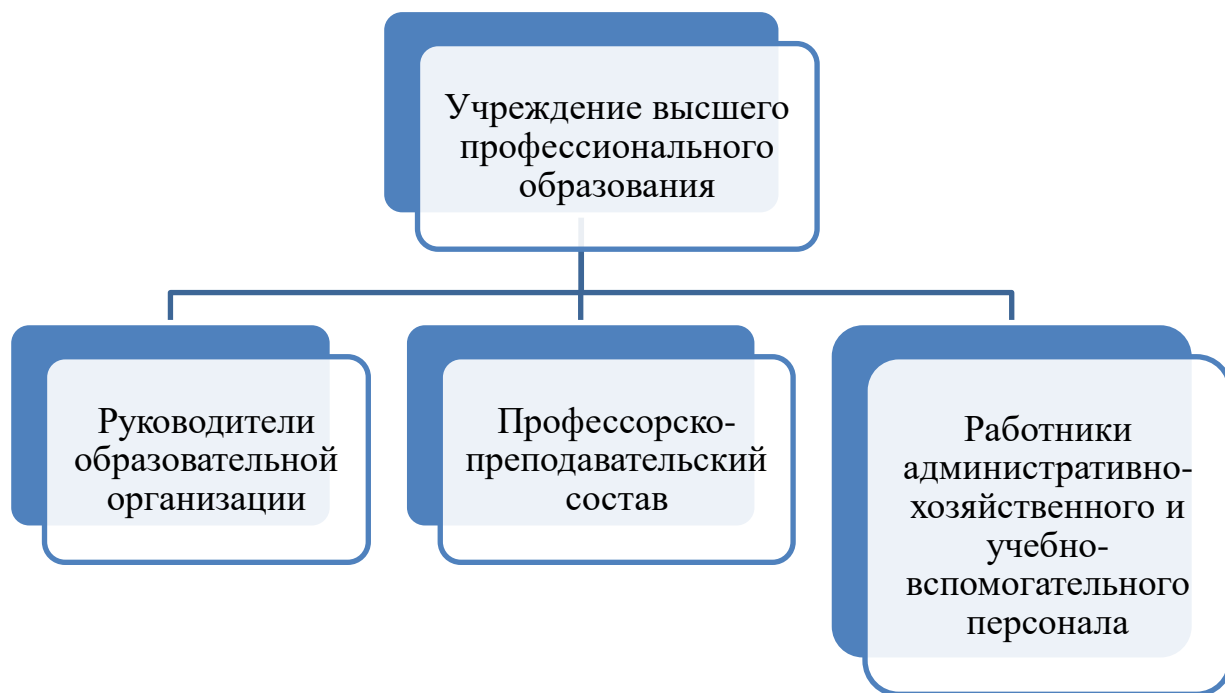 Учреждение высшего
профессионального
образования
Руководители
образовательной
организации
Профессорско-
преподавательский
состав
Работники
административно-
хозяйственного и
учебно-
вспомогательного
персонала